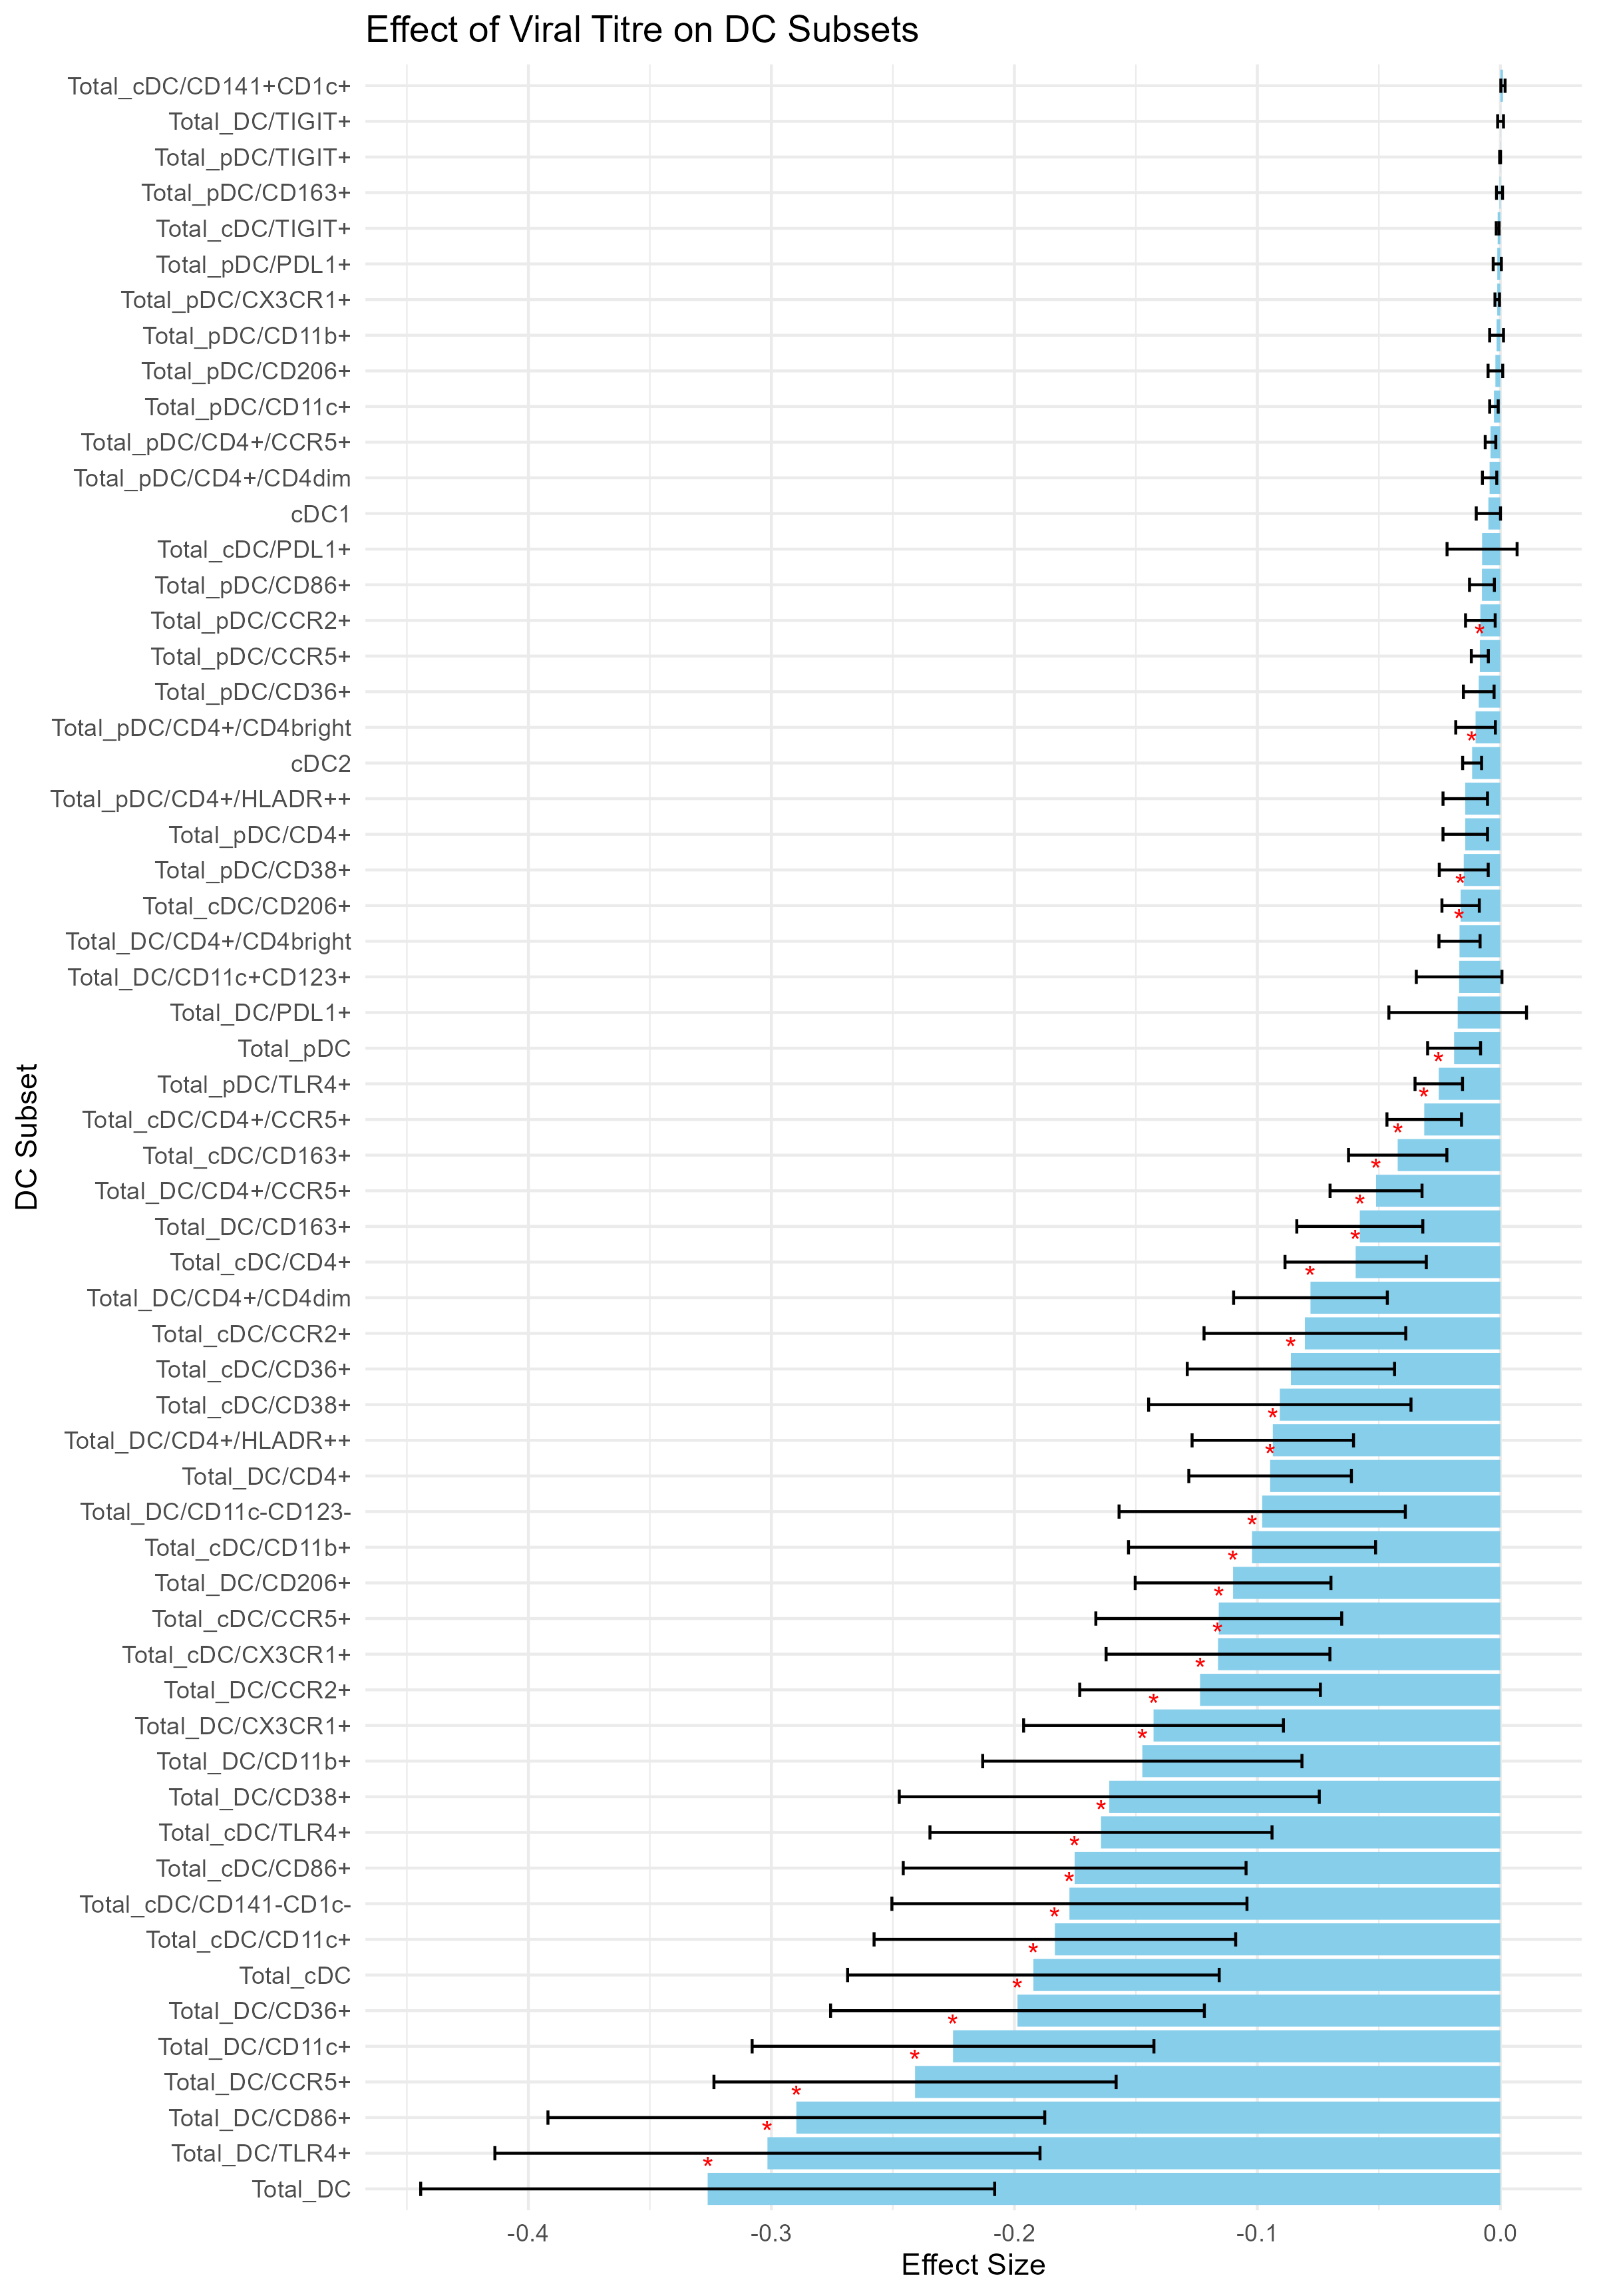 Effect of Viral Titre on DC Subsets
Total_cDC/CD141+CD1c+
Total_DC/TIGIT+
Total_pDC/TIGIT+
Total_pDC/CD163+
Total_cDC/TIGIT+
Total_pDC/PDL1+
Total_pDC/CX3CR1+
Total_pDC/CD11b+
Total_pDC/CD206+
Total_pDC/CD11c+
Total_pDC/CD4+/CCR5+
Total_pDC/CD4+/CD4dim
cDC1
Total_cDC/PDL1+
Total_pDC/CD86+
Total_pDC/CCR2+
Total_pDC/CCR5+
Total_pDC/CD36+
Total_pDC/CD4+/CD4bright
cDC2
Total_pDC/CD4+/HLADR++
Total_pDC/CD4+
Total_pDC/CD38+
Total_cDC/CD206+
Total_DC/CD4+/CD4bright
Total_DC/CD11c+CD123+
Total_DC/PDL1+
Total_pDC
Total_pDC/TLR4+
Total_cDC/CD4+/CCR5+
Total_cDC/CD163+
Total_DC/CD4+/CCR5+
Total_DC/CD163+
Total_cDC/CD4+
Total_DC/CD4+/CD4dim
Total_cDC/CCR2+
Total_cDC/CD36+
Total_cDC/CD38+
Total_DC/CD4+/HLADR++
Total_DC/CD4+
Total_DC/CD11c-CD123-
Total_cDC/CD11b+
Total_DC/CD206+
Total_cDC/CCR5+
Total_cDC/CX3CR1+
Total_DC/CCR2+
Total_DC/CX3CR1+
Total_DC/CD11b+
Total_DC/CD38+
Total_cDC/TLR4+
Total_cDC/CD86+
Total_cDC/CD141-CD1c-
Total_cDC/CD11c+
Total_cDC
Total_DC/CD36+
Total_DC/CD11c+
Total_DC/CCR5+
Total_DC/CD86+
Total_DC/TLR4+
Total_DC
DC Subset
-0.4 -0.3 -0.2 -0.1 0.0
Effect Size